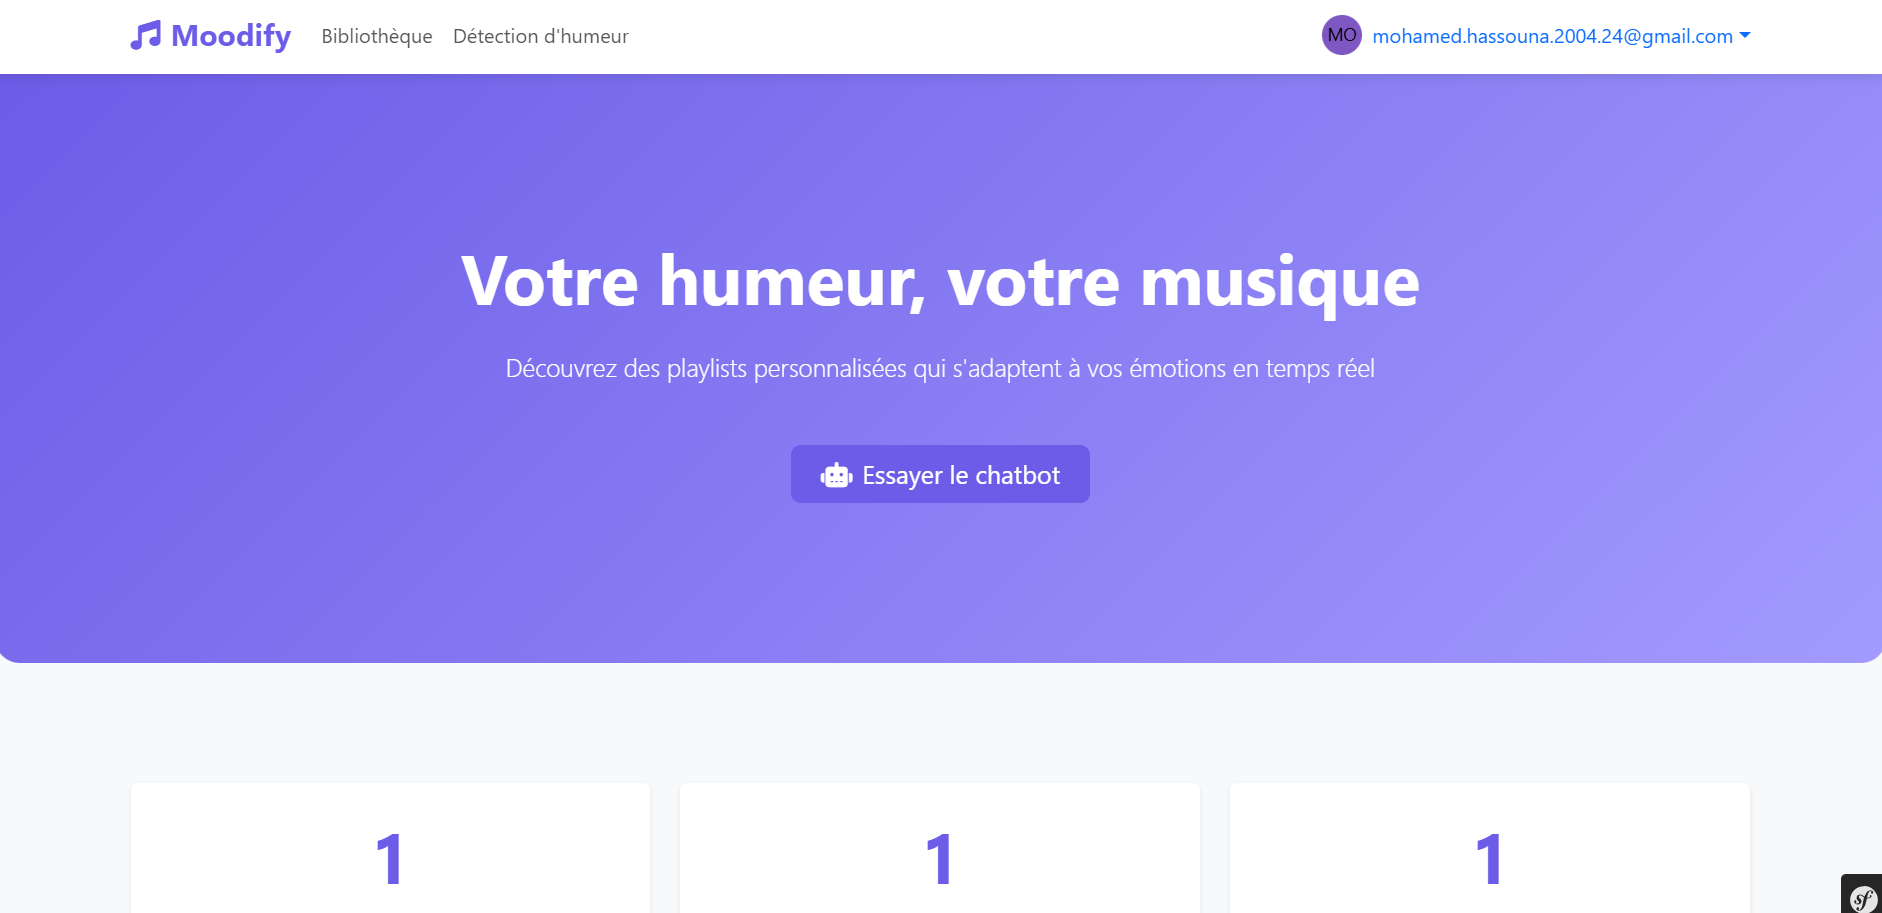 Moodify
Bibliothèque
Détection d'humeur
MO
mohamed.hassouna.2004.24@gmail.com
Votre humeur, votre musique
Découvrez des playlists personnalisées qui s'adaptent à vos émotions en temps réel
Essayer le chatbot
1
1
1
sf